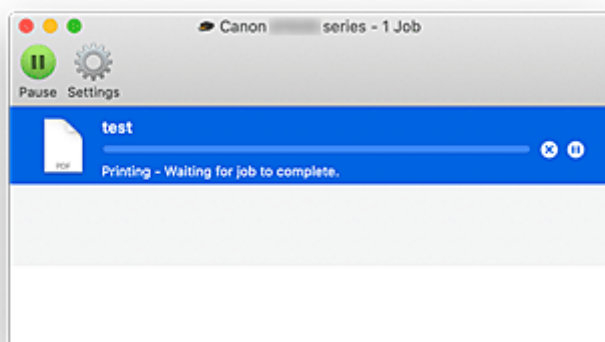 Canon series - 1 Job
Pause Settings
test
PDF
Printing - Waiting for job to complete.